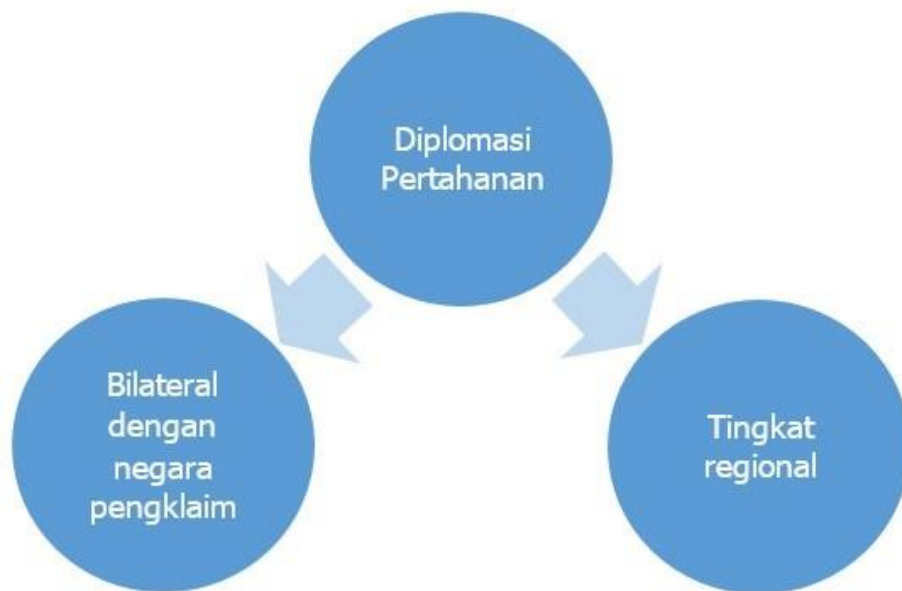 Diplomasi
Pertahanan
Bilateral
dengan
negara
pengklaim
Tingkat
regional